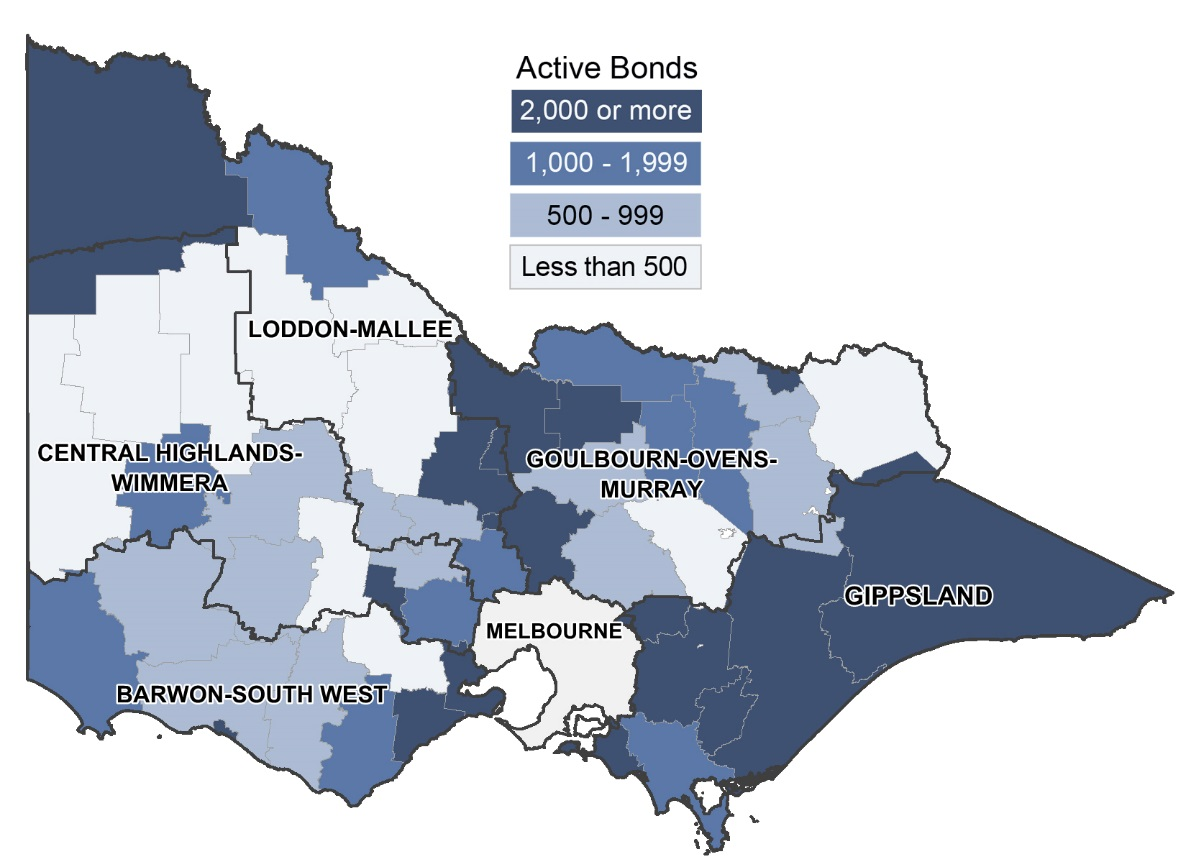 Active Bonds
2,000 or more
1,000 - 1,999
500 - 999
Less than 500
LODDON-MALLEE
CENTRAL HIGHLANDS-
WIMMERA
GOULBOURN-OVENS-
MURRAY
GIPPSLAND
MELBOURNE
BARWON-SOUTH WEST